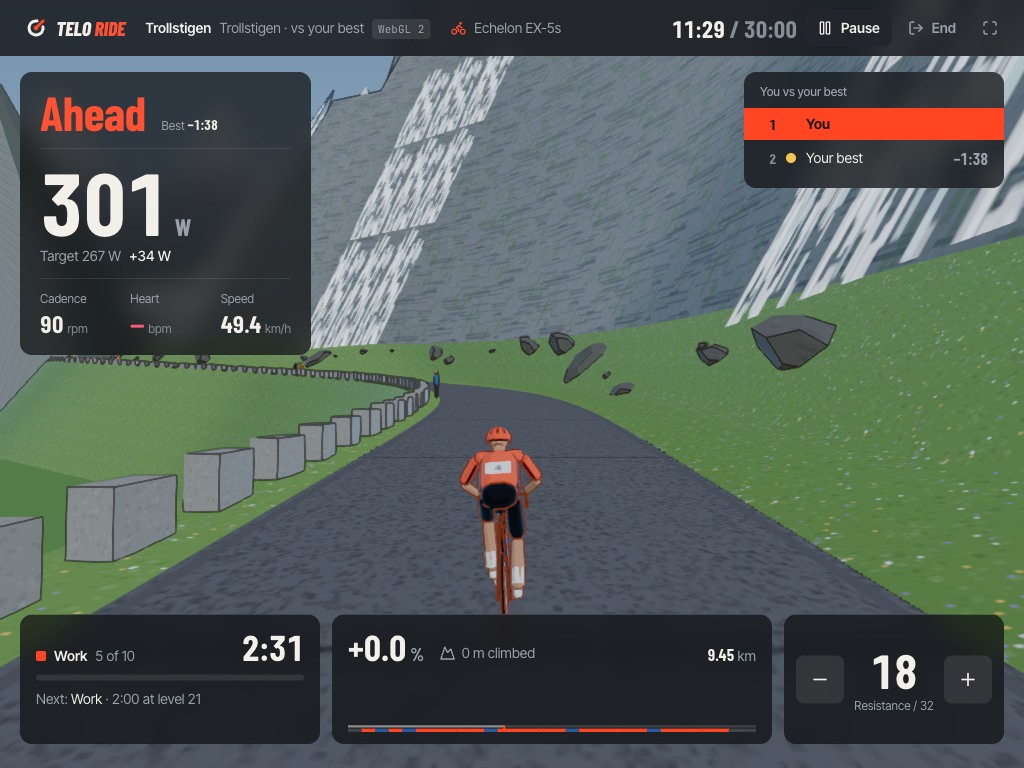 TELO RIDE Trollstigen Trollstigen · vs your best WebGL 2 Echelon EX-5s 11:29 / 30:00 Pause End
Ahead Best −1:38
301 W
Target 267 W +34 W
Cadence Heart Speed
90 rpm — bpm 49.4 km/h
You vs your best
1 You
2 Your best −1:38
Work 5 of 10 2:31
Next: Work · 2:00 at level 21
+0.0 % 0 m climbed 9.45 km
− 18 +
Resistance / 32